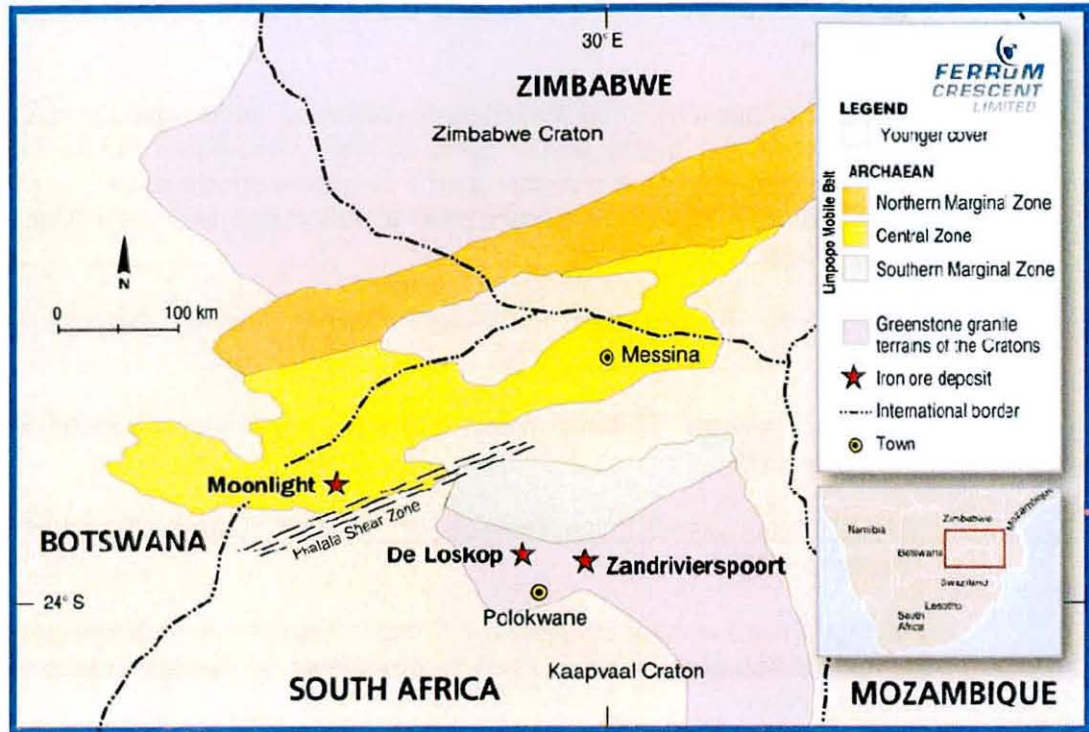 30° E
ZIMBABWE
Zimbabwe Craton
N
0 100 km
Messina
Moonlight
Phalala Shear Zone
BOTSWANA
De Loskop
Zandrivierspoort
24° S
Polokwane
Kaapvaal Craton
SOUTH AFRICA
MOZAMBIQUE
FERRUM
CRESCENT
LIMITED
LEGEND
Younger cover
Limpopo Mobile Belt
ARCHAEAN
Northern Marginal Zone
Central Zone
Southern Marginal Zone
Greenstone granite
terrains of the Cratons
Iron ore deposit
International border
Town
Namibia
Zimbabwe
Mozambique
Botswana
Swaziland
Lesotho
South
Africa